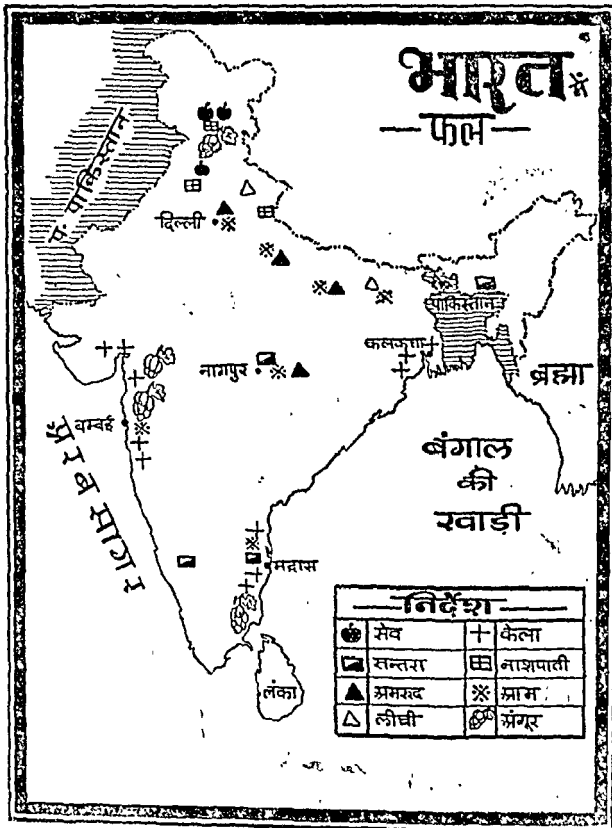 भारत में
फल
प. पाकिस्तान
दिल्ली
पाकिस्तान
कलकत्ता
नागपुर
ब्रह्मा
बम्बई
अरब सागर
बंगाल
की
खाड़ी
मद्रास
लंका
निर्देश
सेव
केला
सन्तरा
नाशपाती
अमरूद
आम
लीची
अंगूर